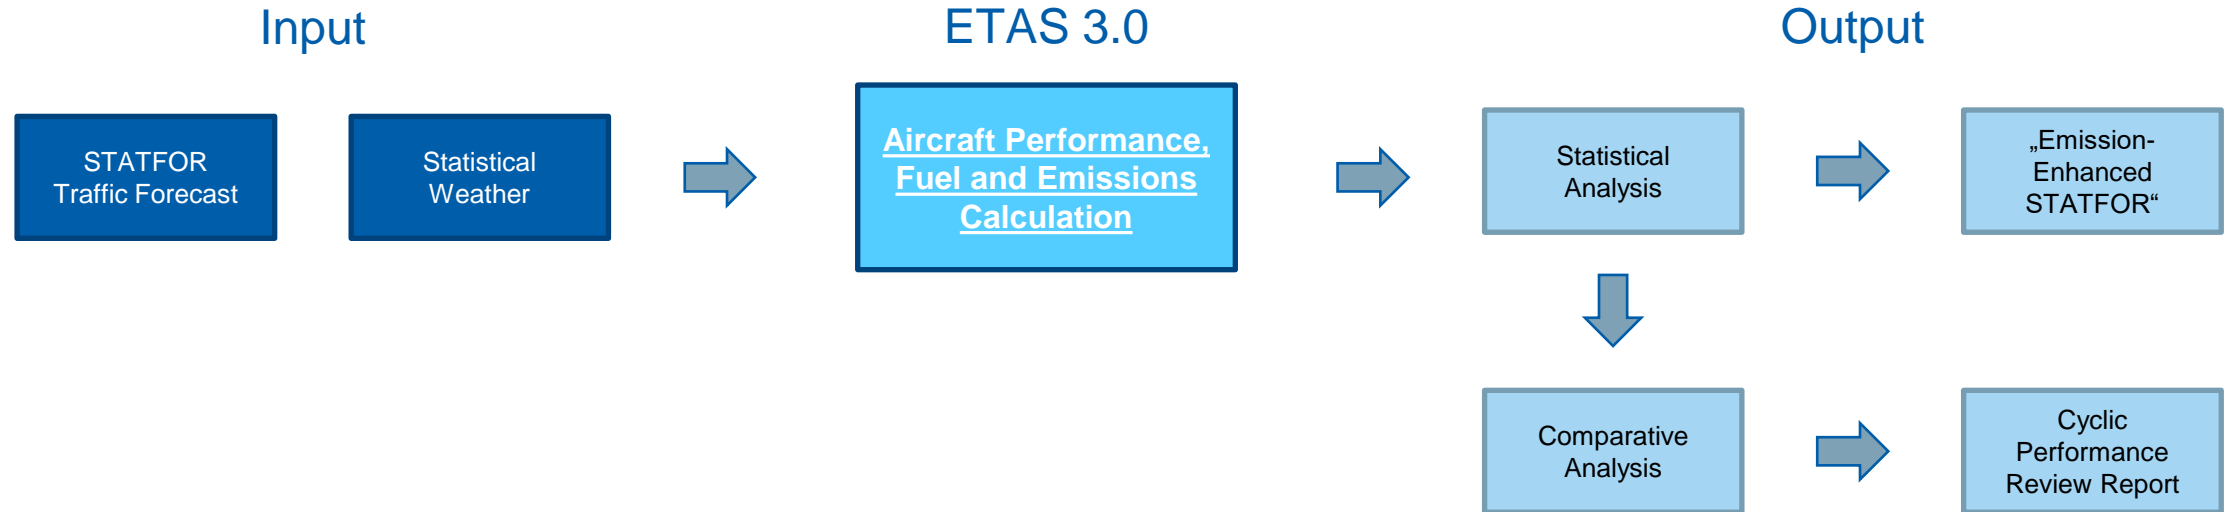 Input
ETAS 3.0
Output
STATFOR
Traffic Forecast
Statistical
Weather
Aircraft Performance,
Fuel and Emissions
Calculation
Statistical
Analysis
„Emission-
Enhanced
STATFOR“
Comparative
Analysis
Cyclic
Performance
Review Report